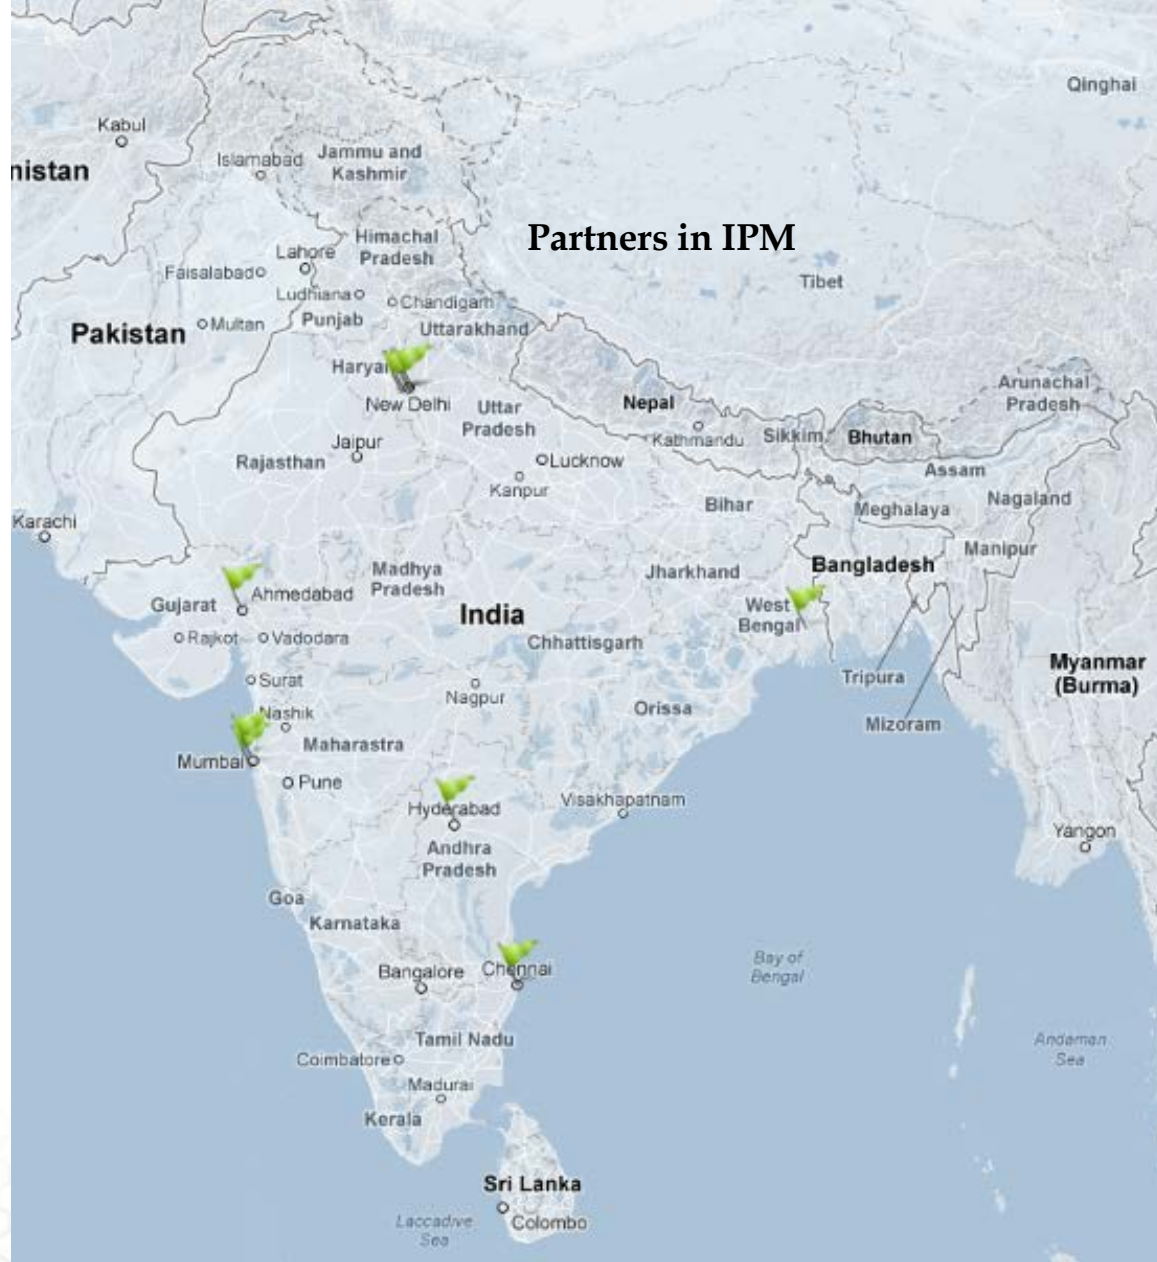 Qinghai
Kabul
nistan
Islamabad
Jammu and
Kashmir
Partners in IPM
Himachal
Pradesh
Lahore
Faisalabad
Tibet
Ludhiana
Chandigarh
Punjab
Multan
Pakistan
Uttarakhand
Harya
New Delhi
Uttar
Pradesh
Nepal
Kathmandu
Sikkim
Bhutan
Arunachal
Pradesh
Jaipur
Rajasthan
Lucknow
Kanpur
Assam
Bihar
Meghalaya
Nagaland
Karachi
Manipur
Bangladesh
Madhya
Pradesh
Jharkhand
Ahmedabad
Gujarat
India
West
Bengal
Rajkot
Vadodara
Chhattisgarh
Surat
Nagpur
Tripura
Myanmar
(Burma)
Orissa
Mizoram
Nashik
Maharastra
Mumbai
Pune
Visakhapatnam
Hyderabad
Andhra
Pradesh
Yangon
Goa
Karnataka
Bangalore
Chennai
Bay of
Bengal
Tamil Nadu
Andaman
Sea
Coimbatore
Madurai
Kerala
Sri Lanka
Colombo
Laccadive
Sea